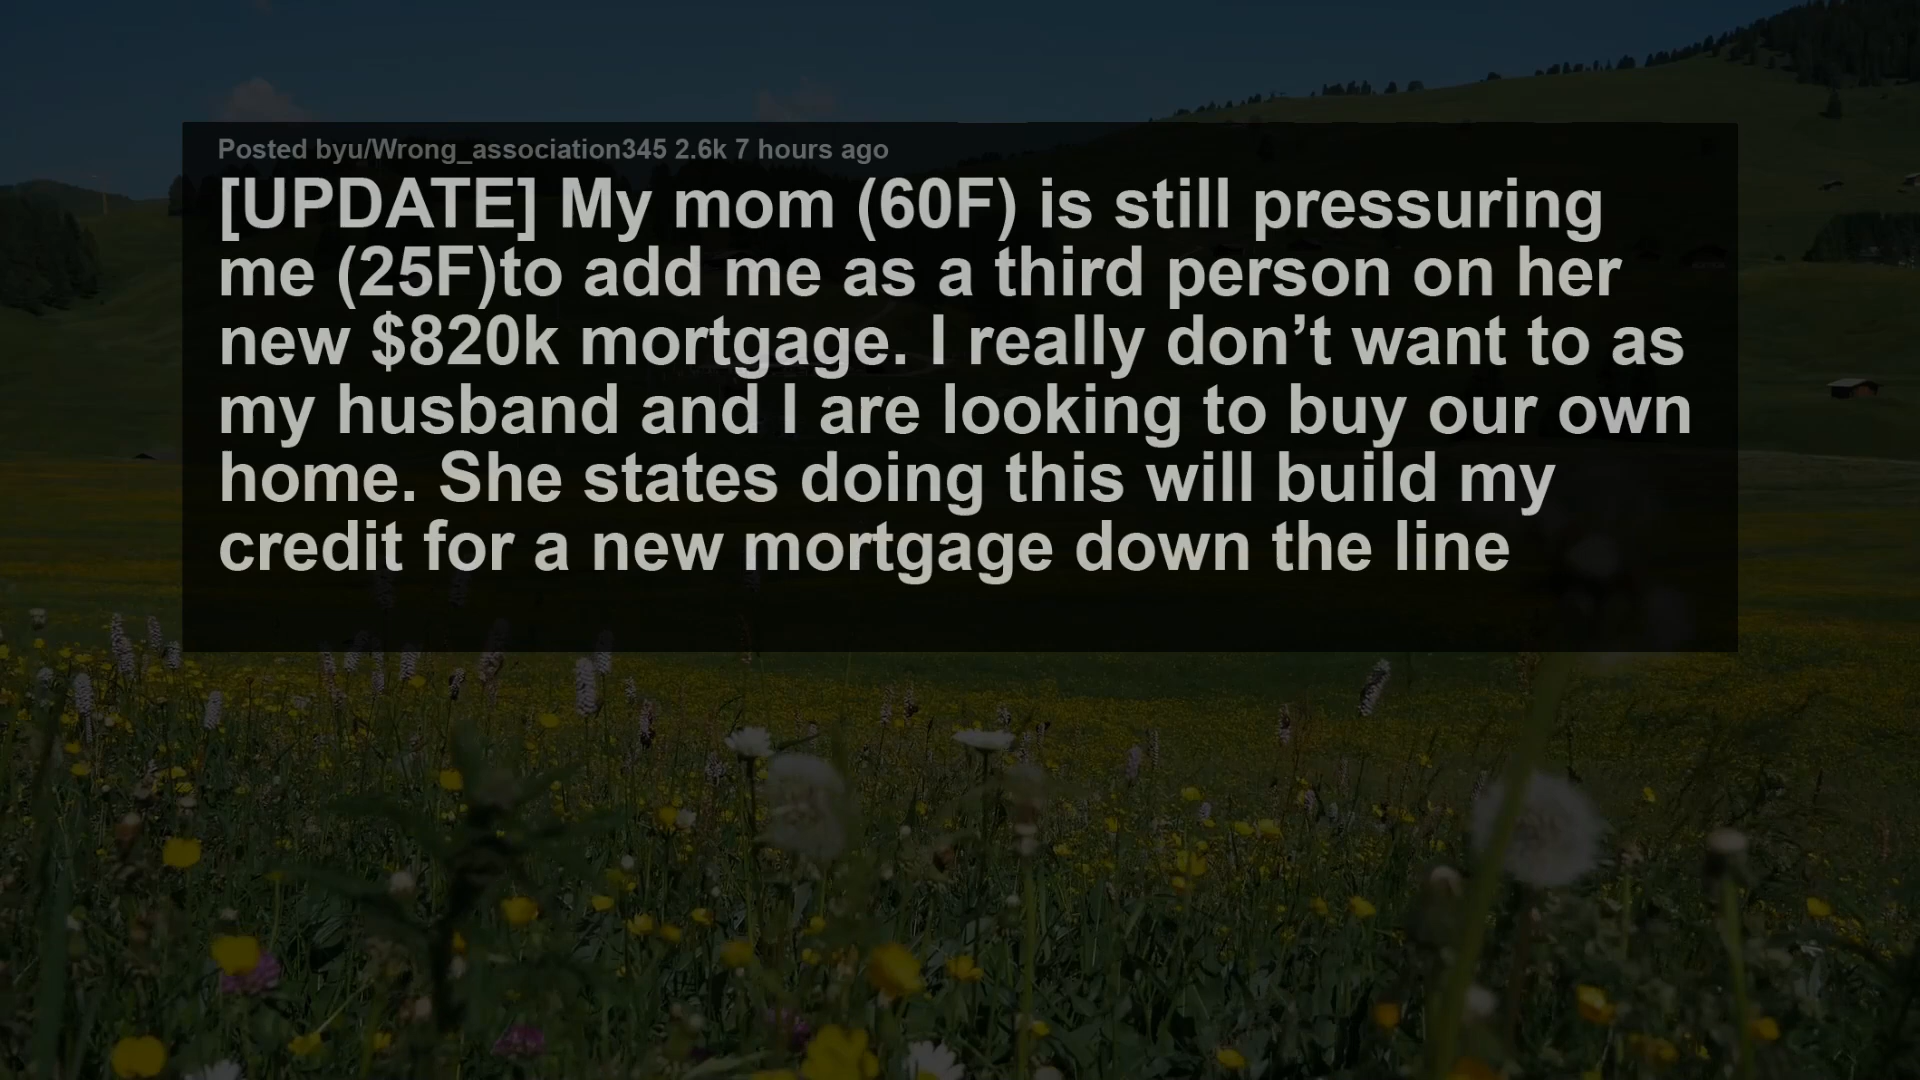 Posted byu/Wrong_association345 2.6k 7 hours ago
[UPDATE] My mom (60F) is still pressuring
me (25F)to add me as a third person on her
new $820k mortgage. I really don’t want to as
my husband and I are looking to buy our own
home. She states doing this will build my
credit for a new mortgage down the line